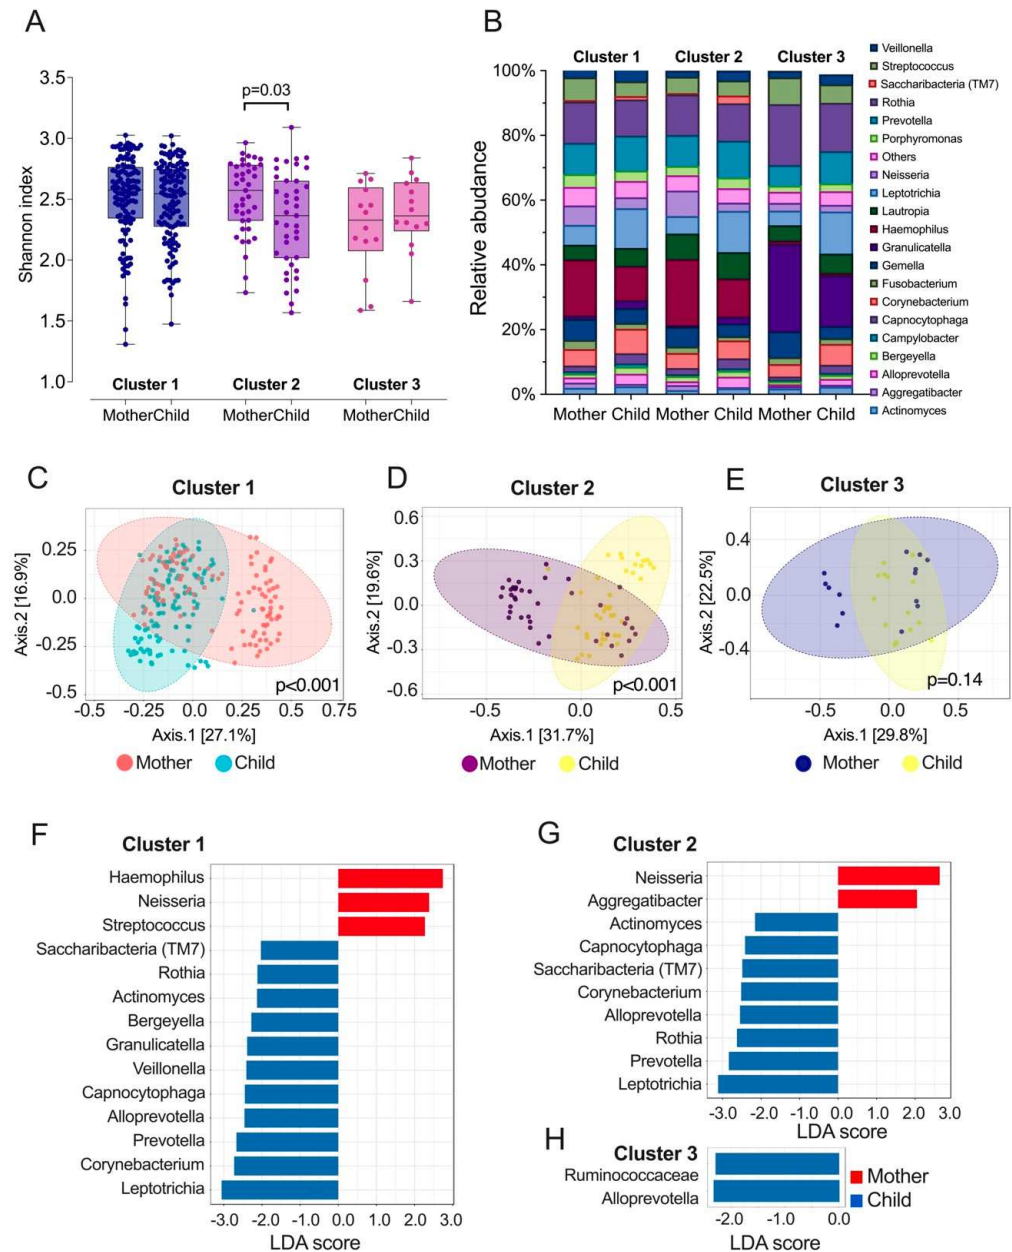 A
3.5
3.0
2.5
2.0
1.5
1.0
Shannon index
p=0.03
Cluster 1
Cluster 2
Cluster 3
MotherChild
MotherChild
MotherChild
B
Cluster 1
Cluster 2
Cluster 3
100%
80%
60%
40%
20%
0%
Relative abudance
Mother Child Mother Child Mother Child
Veillonella
Streptococcus
Saccharibacteria (TM7)
Rothia
Prevotella
Porphyromonas
Others
Neisseria
Leptotrichia
Lautropia
Haemophilus
Granulicatella
Gemella
Fusobacterium
Corynebacterium
Capnocytophaga
Campylobacter
Bergeyella
Alloprevotella
Aggregatibacter
Actinomyces
C
Cluster 1
Axis.2 [16.9%]
0.25
0.0
-0.25
-0.5
p<0.001
-0.5
0.0
0.25
0.5
0.75
Axis.1 [27.1%]
Mother
Child
D
Cluster 2
Axis.2 [19.6%]
0.6
0.3
0.0
-0.3
-0.6
p<0.001
-0.5
0.0
0.5
Axis.1 [31.7%]
Mother
Child
E
Cluster 3
Axis.2 [22.5%]
0.4
0.0
-0.4
p=0.14
-0.5
0.0
0.5
Axis.1 [29.8%]
Mother
Child
F
Cluster 1
Haemophilus
Neisseria
Streptococcus
Saccharibacteria (TM7)
Rothia
Actinomyces
Bergeyella
Granulicatella
Veillonella
Capnocytophaga
Alloprevotella
Prevotella
Corynebacterium
Leptotrichia
-3.0 -2.0 -1.0 0.0 1.0 2.0 3.0
LDA score
G
Cluster 2
Neisseria
Aggregatibacter
Actinomyces
Capnocytophaga
Saccharibacteria (TM7)
Corynebacterium
Alloprevotella
Rothia
Prevotella
Leptotrichia
-3.0 -2.0 -1.0 0.0 1.0 2.0 3.0
LDA score
H
Cluster 3
Ruminococcaceae
Alloprevotella
-2.0 -1.0 0.0
LDA score
Mother
Child